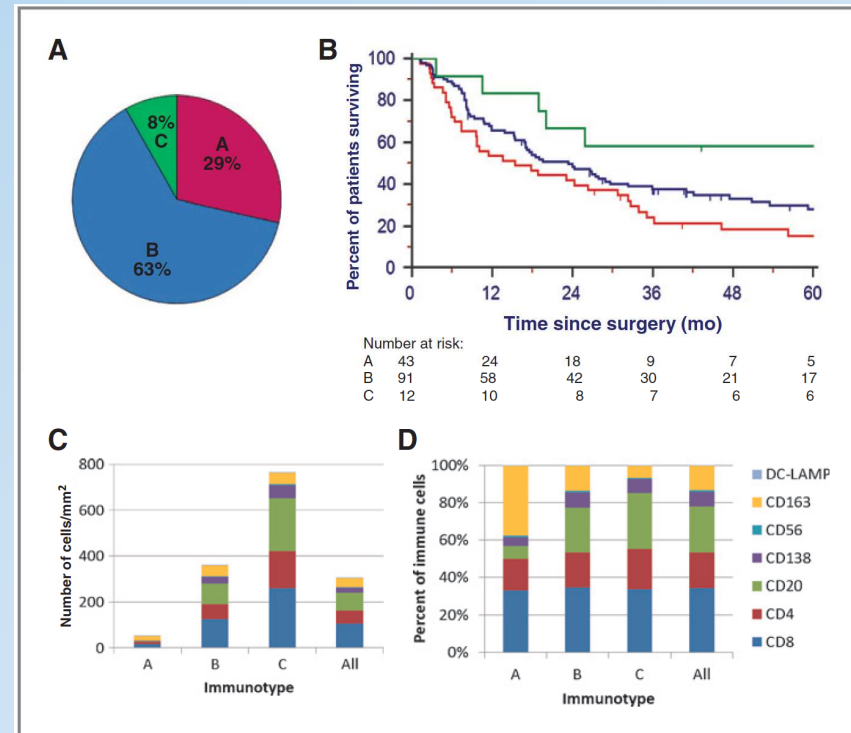 A
B
8%
C
A
29%
B
63%
Percent of patients surviving
100
80
60
40
20
0
0 12 24 36 48 60
Time since surgery (mo)
Number at risk:
A 43 24 18 9 7 5
B 91 58 42 30 21 17
C 12 10 8 7 6 6
C
D
Number of cells/mm²
800
600
400
200
0
A B C All
Immunotype
Percent of immune cells
100%
80%
60%
40%
20%
0%
A B C All
Immunotype
DC-LAMP
CD163
CD56
CD138
CD20
CD4
CD8